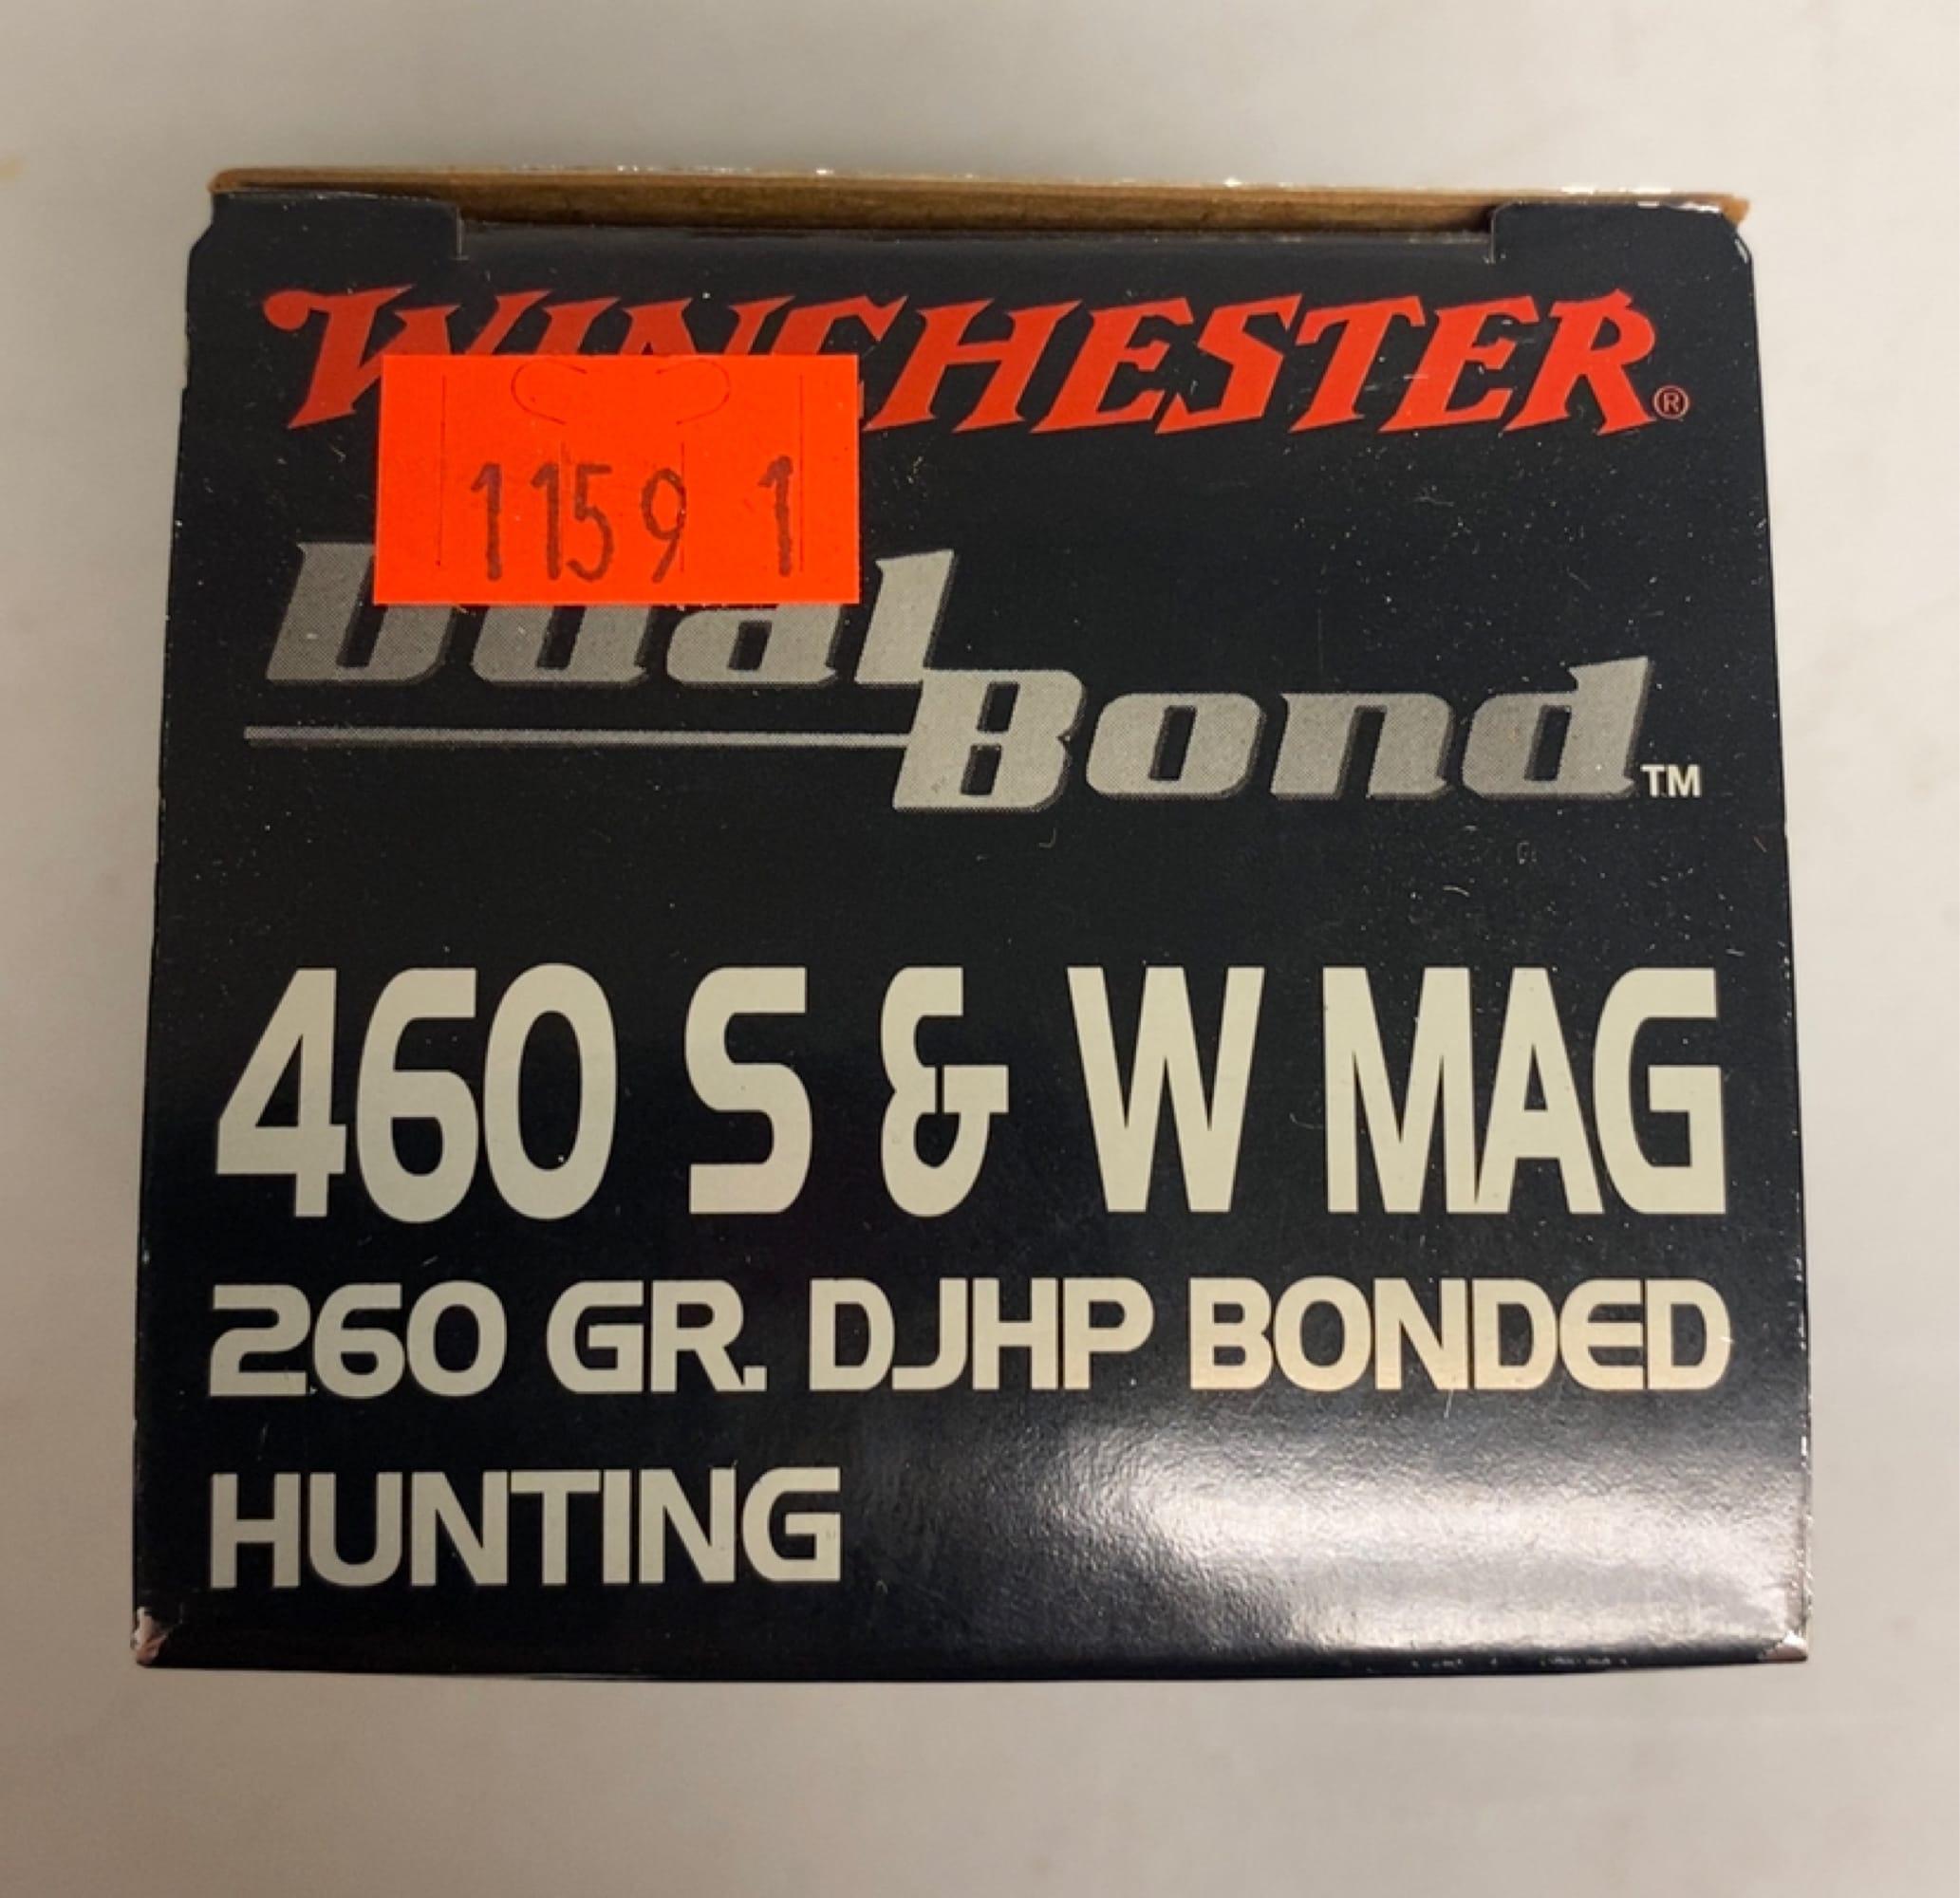 WINCHESTER®
1159 1
Dual
Bond™
460 S & W MAG
260 GR. DJHP BONDED
HUNTING